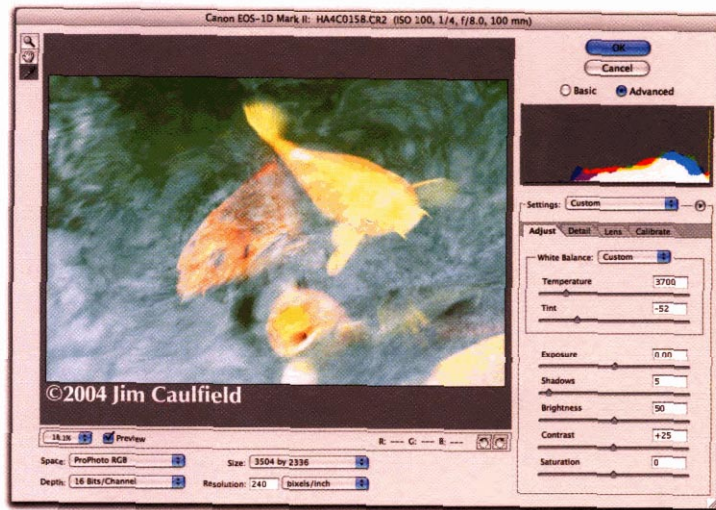 Canon EOS-1D Mark II: HA4C0158.CR2 (ISO 100, 1/4, f/8.0, 100 mm)
OK
Cancel
Basic Advanced
Settings: Custom
Adjust Detail Lens Calibrate
White Balance: Custom
Temperature 3700
Tint -52
Exposure 0.00
Shadows 5
Brightness 50
Contrast +25
Saturation 0
©2004 Jim Caulfield
Preview R: --- G: --- B: ---
Space: ProPhoto RGB Size: 3504 by 2336
Depth: 16 Bits/Channel Resolution: 240 pixels/inch